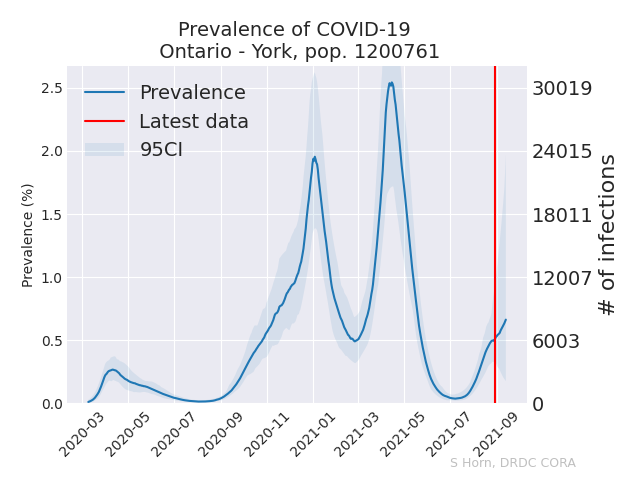 Prevalence of COVID-19
Ontario - York, pop. 1200761
Prevalence
Latest data
95CI
Prevalence (%)
2.5
2.0
1.5
1.0
0.5
0.0
30019
24015
18011
12007
6003
0
# of infections
2020-03
2020-05
2020-07
2020-09
2020-11
2021-01
2021-03
2021-05
2021-07
2021-09
S Horn, DRDC CORA